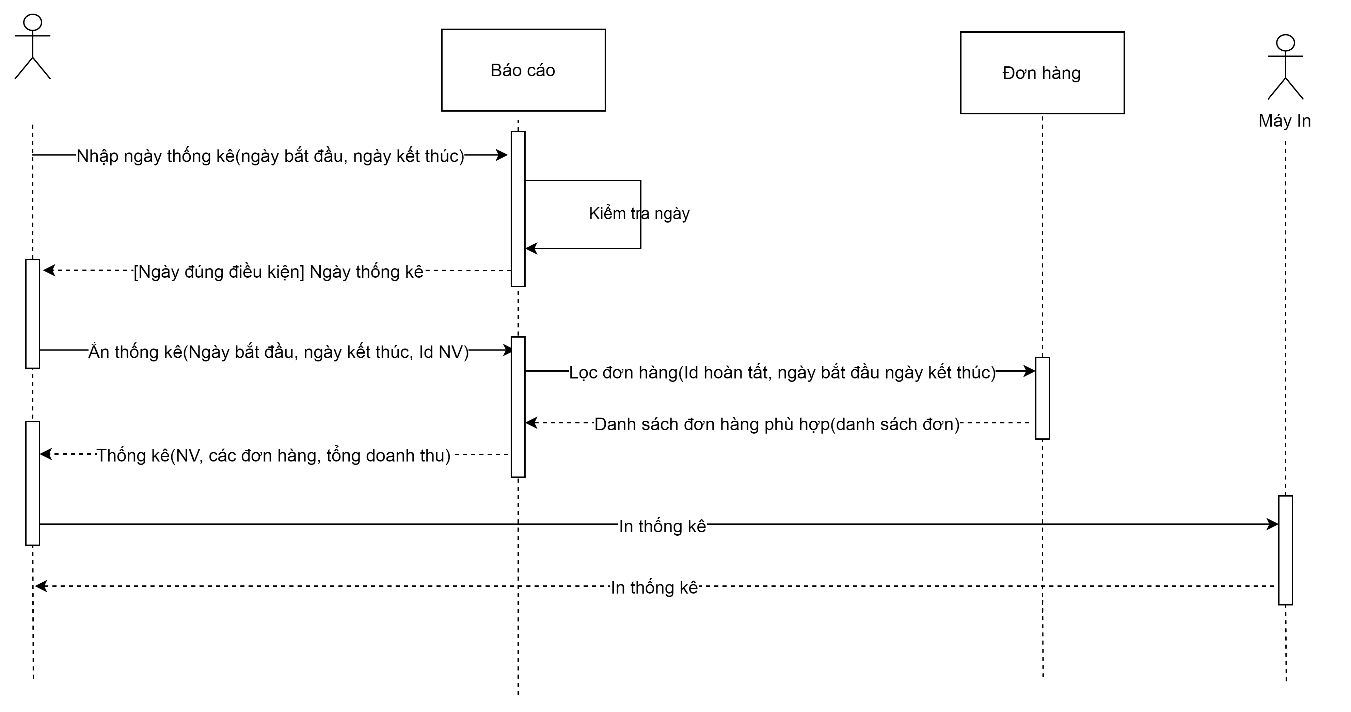 Báo cáo
Đơn hàng
Máy In
Nhập ngày thống kê(ngày bắt đầu, ngày kết thúc)
Kiểm tra ngày
[Ngày đúng điều kiện] Ngày thống kê
Ấn thống kê(Ngày bắt đầu, ngày kết thúc, Id NV)
Lọc đơn hàng(Id hoàn tất, ngày bắt đầu ngày kết thúc)
Danh sách đơn hàng phù hợp(danh sách đơn)
Thống kê(NV, các đơn hàng, tổng doanh thu)
In thống kê
In thống kê